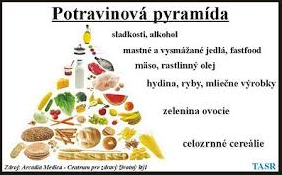 Potravinová pyramída
sladkosti, alkohol
mastné a vysmážané jedlá, fastfood
mäso, rastlinný olej
hydina, ryby, mliečne výrobky
zelenina ovocie
celozrnné cereálie
Zdroj: Arcadia Medica - Centrum pre zdravý životný štýl
TASR